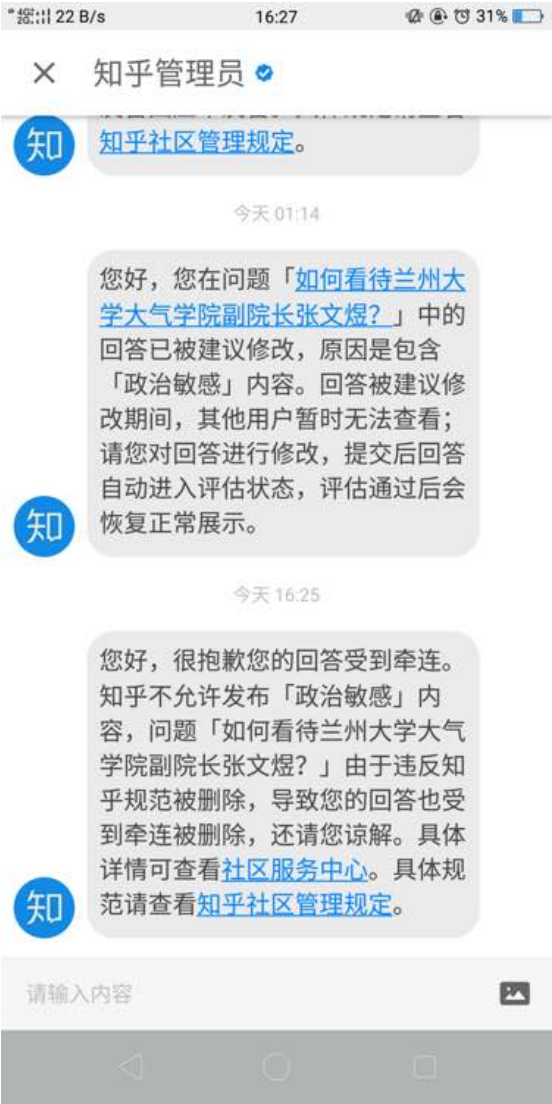 4G 22 B/s 16:27 31%
知乎管理员
知
知乎社区管理规定。
今天 01:14
您好，您在问题「如何看待兰州大
学大气学院副院长张文煜？」中的
回答已被建议修改，原因是包含
「政治敏感」内容。回答被建议修
改期间，其他用户暂时无法查看；
请您对回答进行修改，提交后回答
自动进入评估状态，评估通过后会
恢复正常展示。
知
今天 16:25
您好，很抱歉您的回答受到牵连。
知乎不允许发布「政治敏感」内
容，问题「如何看待兰州大学大气
学院副院长张文煜？」由于违反知
乎规范被删除，导致您的回答也受
到牵连被删除，还请您谅解。具体
详情可查看社区服务中心。具体规
范请查看知乎社区管理规定。
知
请输入内容